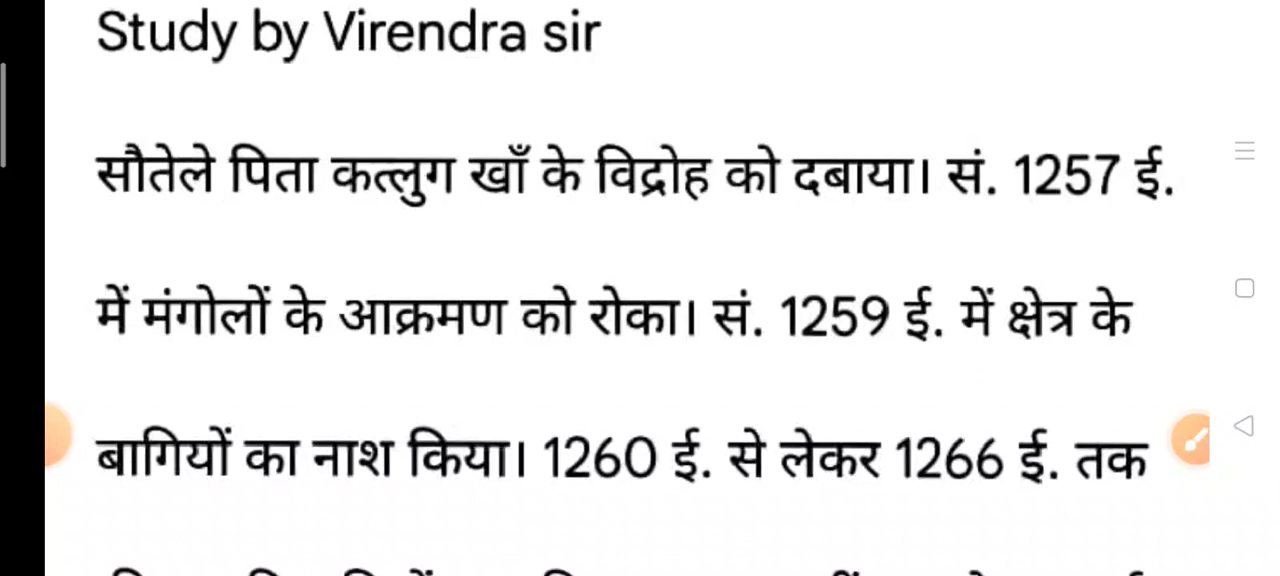 Study by Virendra sir
सौतेले पिता कत्लुग खाँ के विद्रोह को दबाया। सं. 1257 ई.
में मंगोलों के आक्रमण को रोका। सं. 1259 ई. में क्षेत्र के
बागियों का नाश किया। 1260 ई. से लेकर 1266 ई. तक